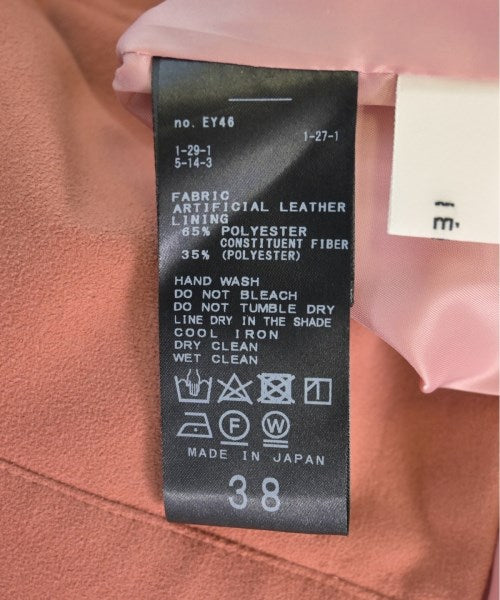 no. EY46
1-27-1
1-29-1
5-14-3
FABRIC
ARTIFICIAL LEATHER
LINING
65% POLYESTER
CONSTITUENT FIBER
35% (POLYESTER)
HAND WASH
DO NOT BLEACH
DO NOT TUMBLE DRY
LINE DRY IN THE SHADE
COOL IRON
DRY CLEAN
WET CLEAN
F W
MADE IN JAPAN
38